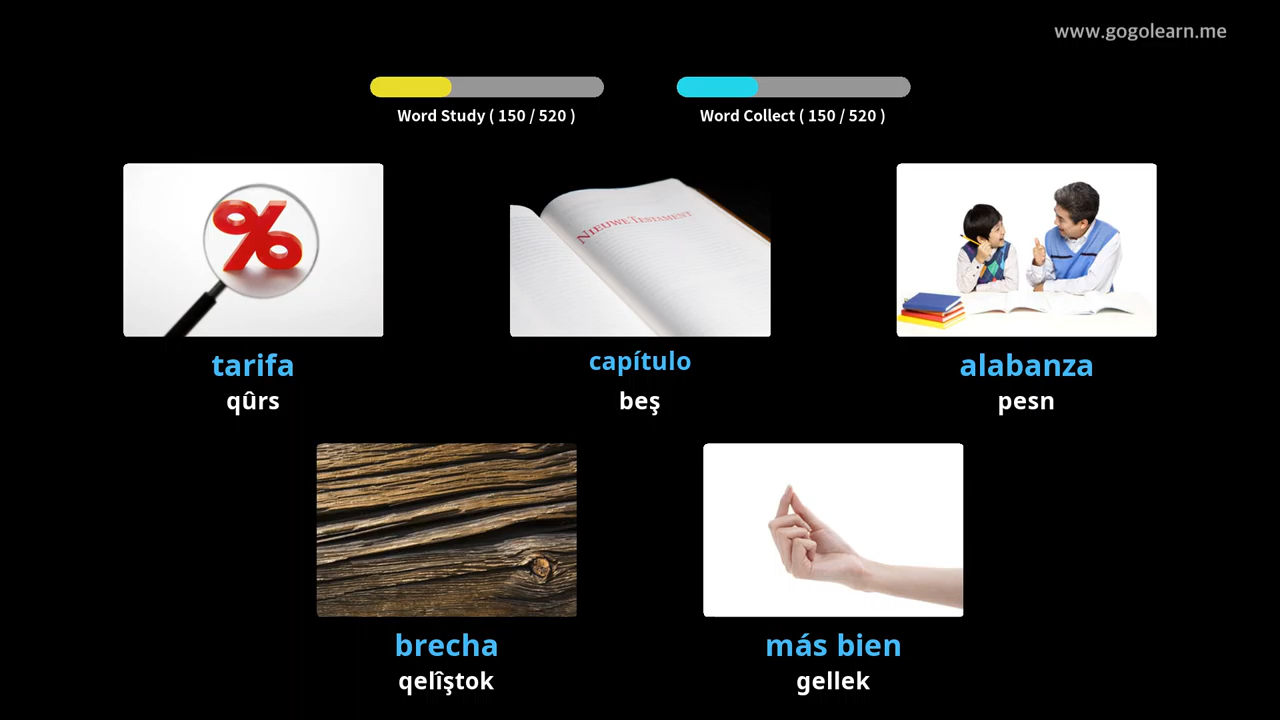 www.gogolearn.me
Word Study ( 150 / 520 )
Word Collect ( 150 / 520 )
%
NIEUWE TESTAMENT
tarifa
qûrs
capítulo
beş
alabanza
pesn
brecha
qelîştok
más bien
gellek